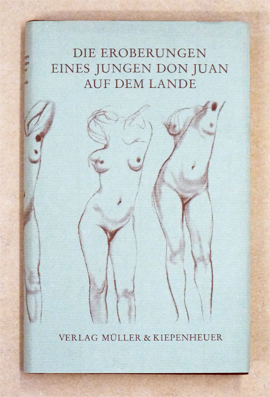 DIE EROBERUNGEN
EINES JUNGEN DON JUAN
AUF DEM LANDE
VERLAG MÜLLER & KIEPENHEUER